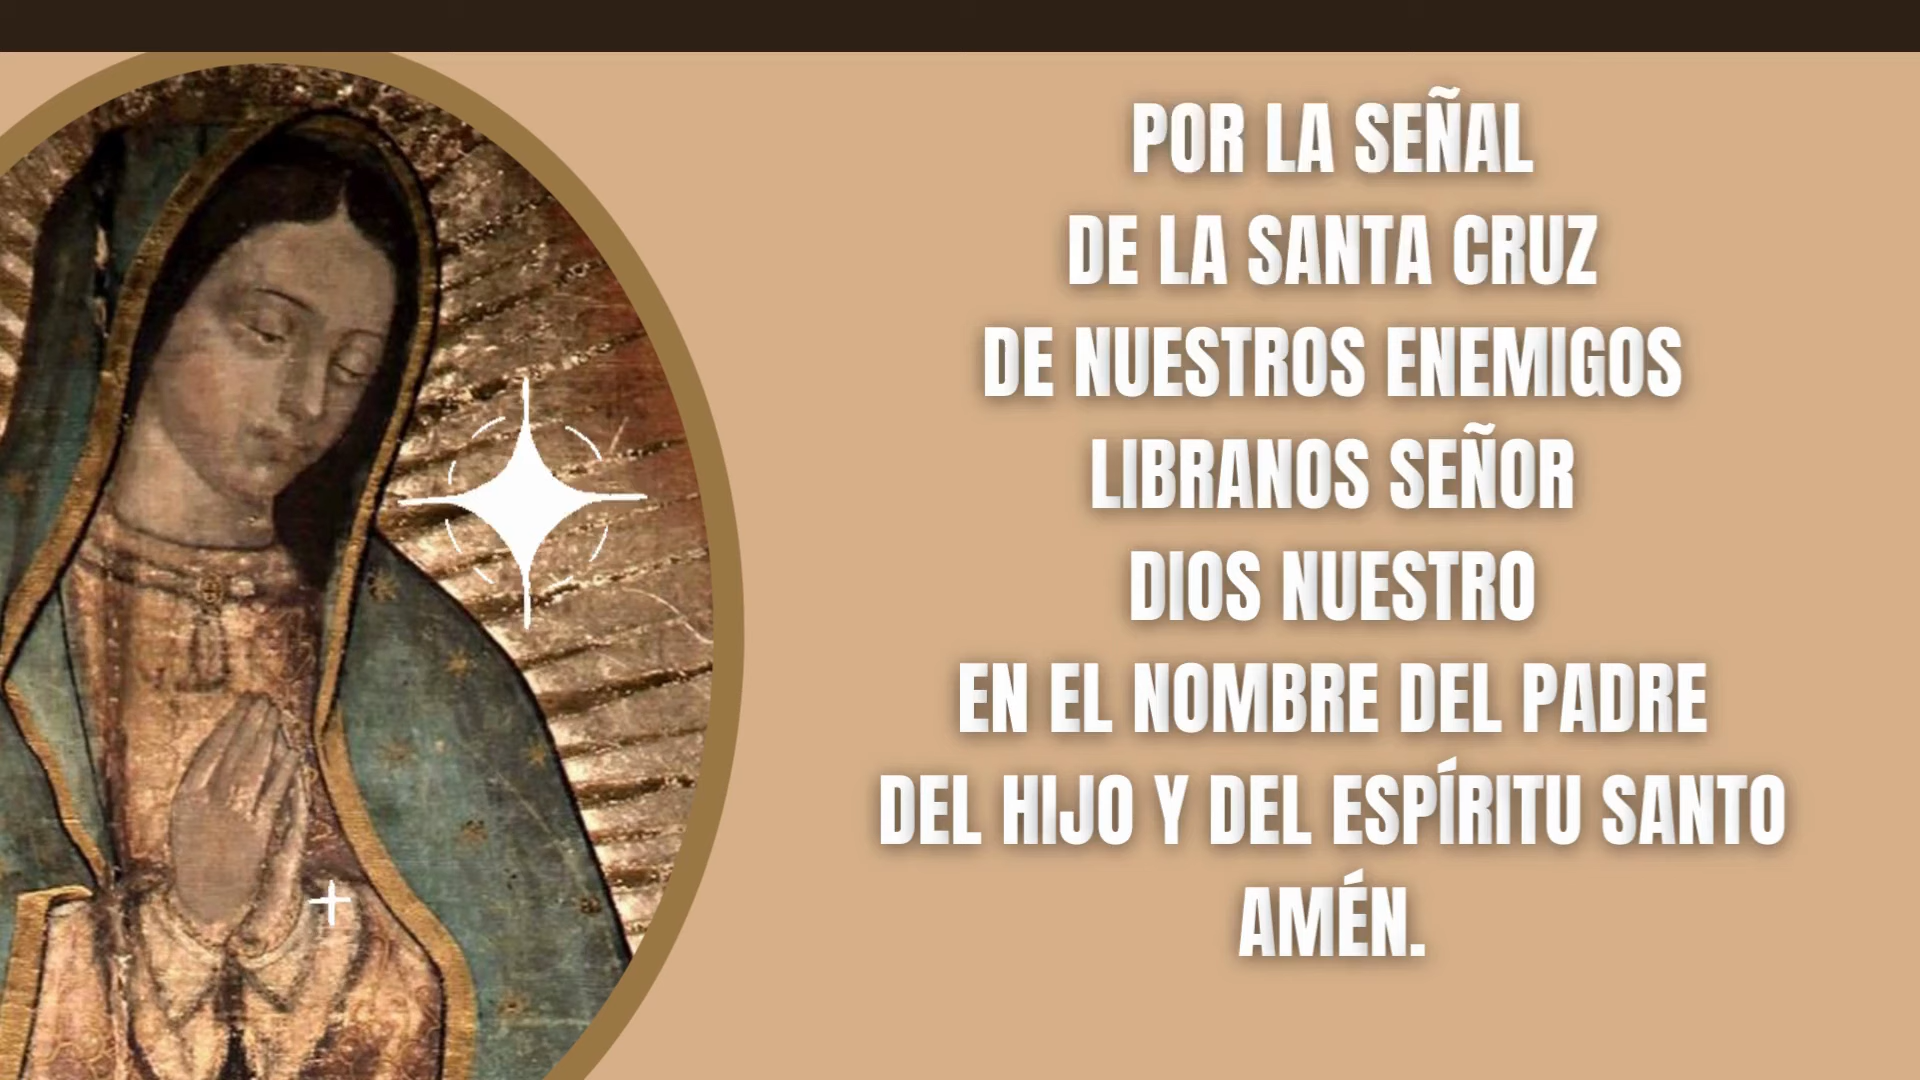 POR LA SEÑAL
DE LA SANTA CRUZ
DE NUESTROS ENEMIGOS
LIBRANOS SEÑOR
DIOS NUESTRO
EN EL NOMBRE DEL PADRE
DEL HIJO Y DEL ESPÍRITU SANTO
AMÉN.